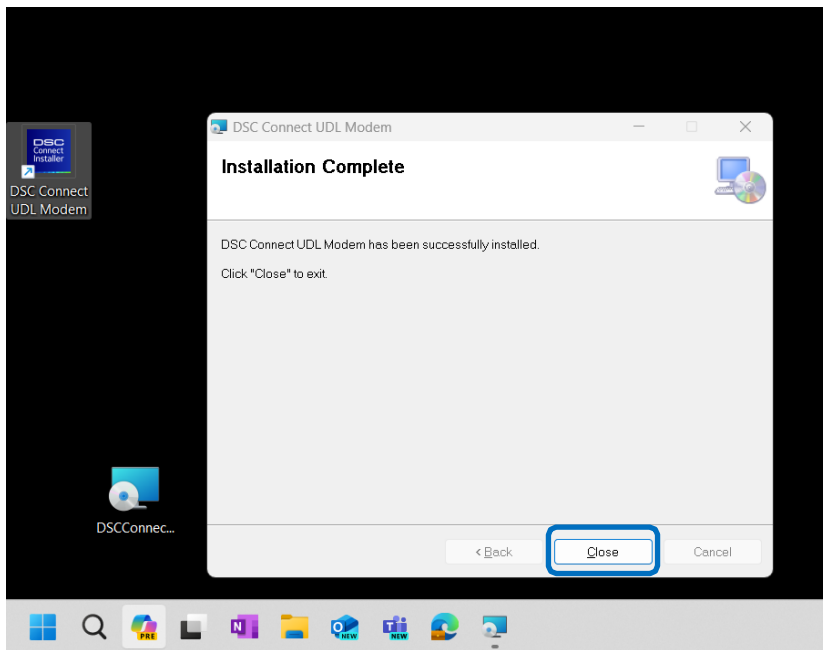 DSC Connect UDL Modem
Installation Complete
DSC
Connect
Installer
DSC Connect
UDL Modem
DSC Connect UDL Modem has been successfully installed.
Click "Close" to exit.
DSCConnec...
< Back
Close
Cancel
PRE
N
O
NEW
T
NEW